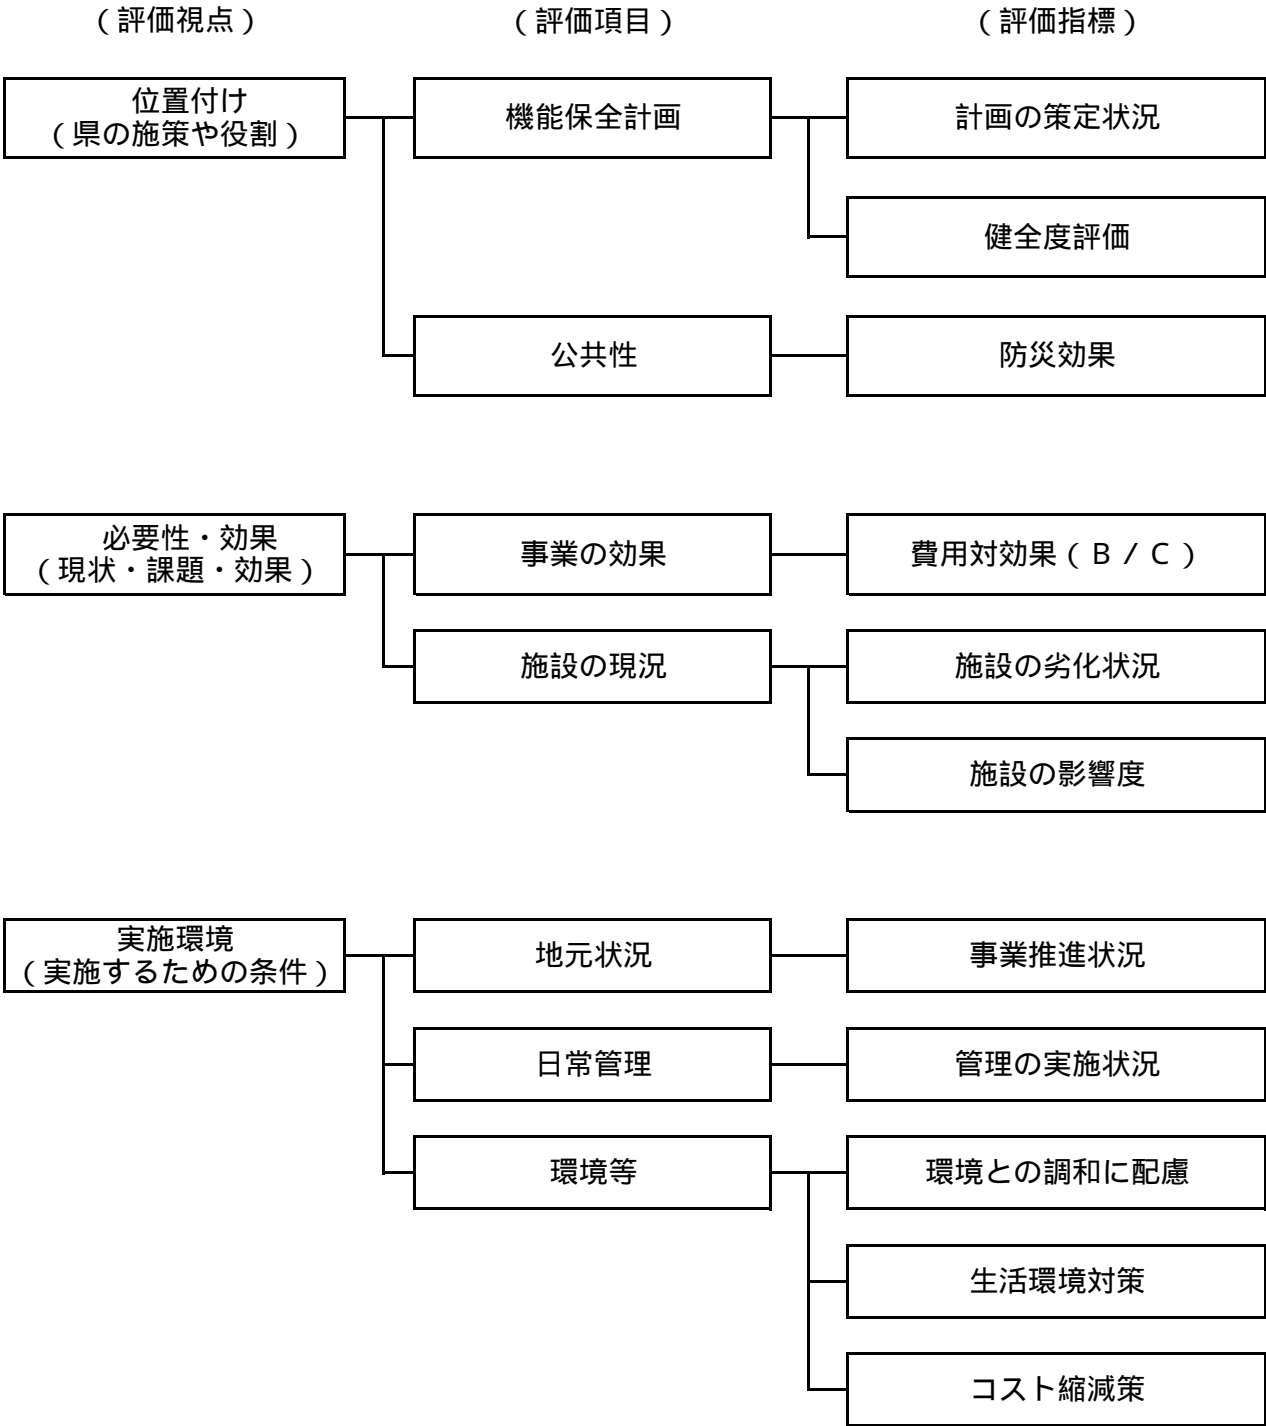 （評価視点）
（評価項目）
（評価指標）
位置付け
（県の施策や役割）
機能保全計画
計画の策定状況
健全度評価
公共性
防災効果
必要性・効果
（現状・課題・効果）
事業の効果
費用対効果（Ｂ／Ｃ）
施設の現況
施設の劣化状況
施設の影響度
実施環境
（実施するための条件）
地元状況
事業推進状況
日常管理
管理の実施状況
環境等
環境との調和に配慮
生活環境対策
コスト縮減策